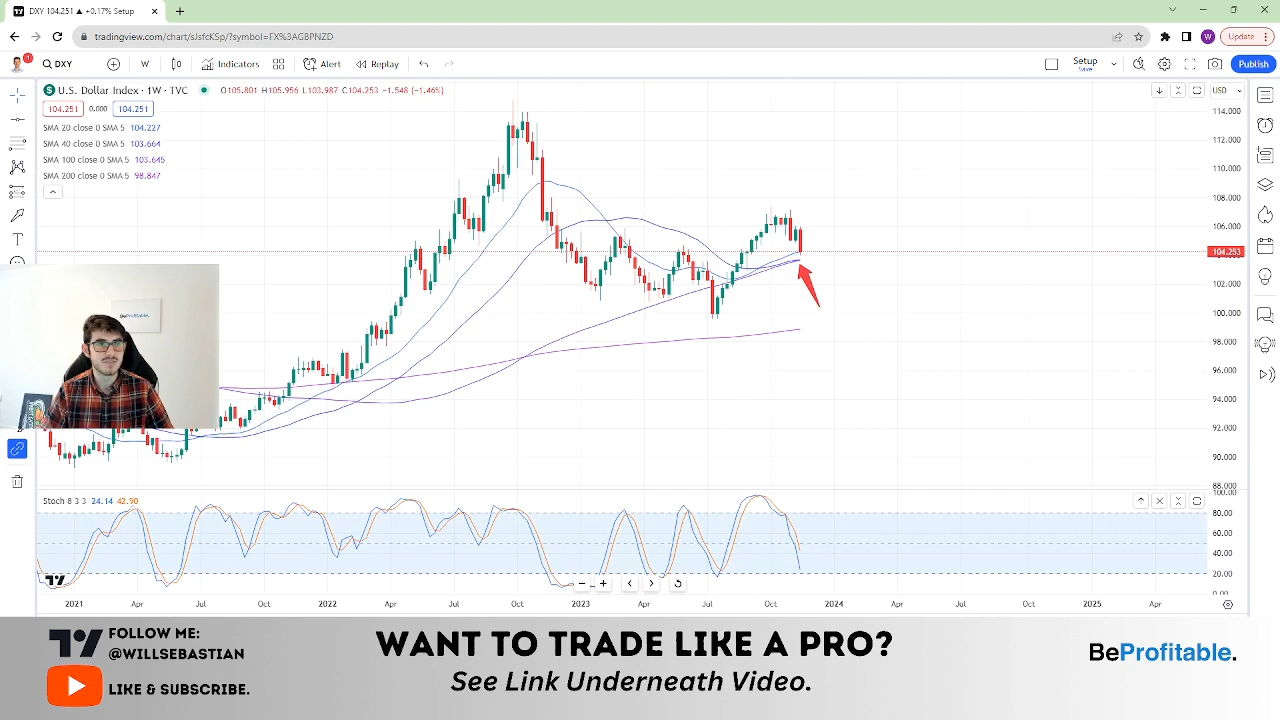 DXY 104.251 ▲ +0.17% Setup
tradingview.com/chart/sJsfcKSp/?symbol=FX%3AGBPNZD
W
Update
DXY
W
Indicators
Alert
Replay
Setup
Save
Publish
U.S. Dollar Index · 1W · TVC
O105.801 H105.956 L103.987 C104.253 −1.548 (−1.46%)
USD
104.251 0.000 104.251
SMA 20 close 0 SMA 5 104.227
SMA 40 close 0 SMA 5 103.664
SMA 100 close 0 SMA 5 103.645
SMA 200 close 0 SMA 5 98.847
114.000
112.000
110.000
108.000
106.000
104.253
102.000
100.000
98.000
96.000
94.000
92.000
90.000
88.000
BeProfitable.
Stoch 8 3 3 24.14 42.90
100.00
80.00
60.00
40.00
20.00
0.00
2021 Apr Jul Oct 2022 Apr Jul Oct 2023 Apr Jul Oct 2024 Apr Jul Oct 2025 Apr
FOLLOW ME:
@WILLSEBASTIAN
LIKE & SUBSCRIBE.
WANT TO TRADE LIKE A PRO?
See Link Underneath Video.
BeProfitable.